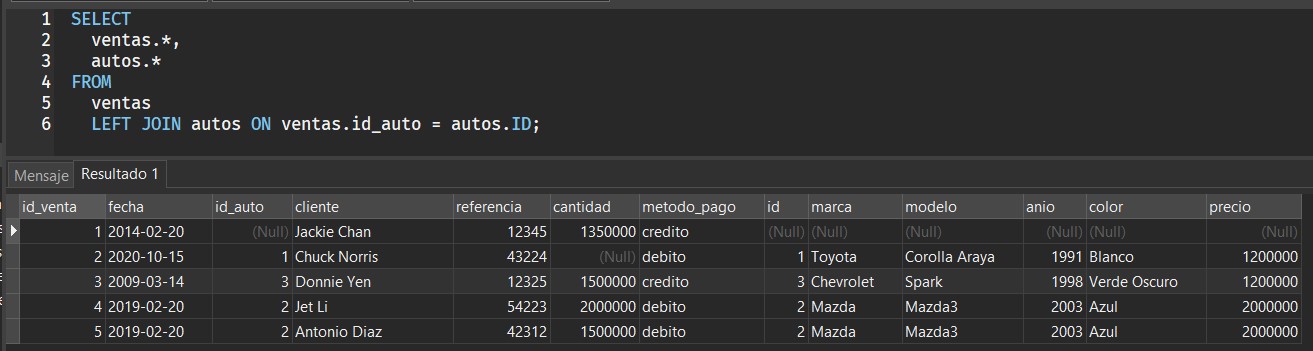 1 SELECT
2 ventas.*,
3 autos.*
4 FROM
5 ventas
6 LEFT JOIN autos ON ventas.id_auto = autos.ID;
Mensaje Resultado 1
id_venta fecha id_auto cliente referencia cantidad metodo_pago id marca modelo anio color precio
1 2014-02-20 (Null) Jackie Chan 12345 1350000 credito (Null) (Null) (Null) (Null) (Null) (Null)
2 2020-10-15 1 Chuck Norris 43224 (Null) debito 1 Toyota Corolla Araya 1991 Blanco 1200000
3 2009-03-14 3 Donnie Yen 12325 1500000 credito 3 Chevrolet Spark 1998 Verde Oscuro 1200000
4 2019-02-20 2 Jet Li 54223 2000000 debito 2 Mazda Mazda3 2003 Azul 2000000
5 2019-02-20 2 Antonio Diaz 42312 1500000 debito 2 Mazda Mazda3 2003 Azul 2000000